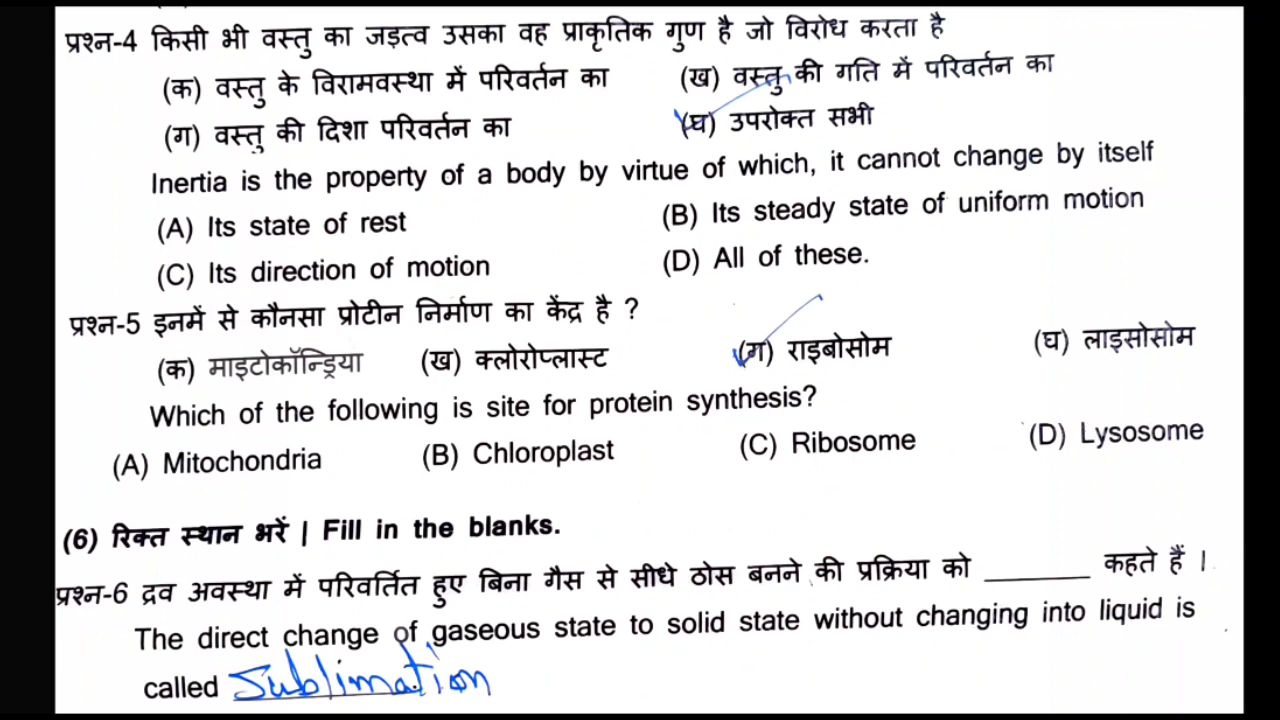 प्रश्न-4 किसी भी वस्तु का जड़त्व उसका वह प्राकृतिक गुण है जो विरोध करता है
(क) वस्तु के विरामवस्था में परिवर्तन का (ख) वस्तु की गति में परिवर्तन का
(ग) वस्तु की दिशा परिवर्तन का (घ) उपरोक्त सभी
Inertia is the property of a body by virtue of which, it cannot change by itself
(A) Its state of rest (B) Its steady state of uniform motion
(C) Its direction of motion (D) All of these.
प्रश्न-5 इनमें से कौनसा प्रोटीन निर्माण का केंद्र है ?
(क) माइटोकॉन्ड्रिया (ख) क्लोरोप्लास्ट (ग) राइबोसोम (घ) लाइसोसोम
Which of the following is site for protein synthesis?
(A) Mitochondria (B) Chloroplast (C) Ribosome (D) Lysosome
(6) रिक्त स्थान भरें | Fill in the blanks.
प्रश्न-6 द्रव अवस्था में परिवर्तित हुए बिना गैस से सीधे ठोस बनने की प्रक्रिया को ________ कहते हैं ।
The direct change of gaseous state to solid state without changing into liquid is
called Sublimation